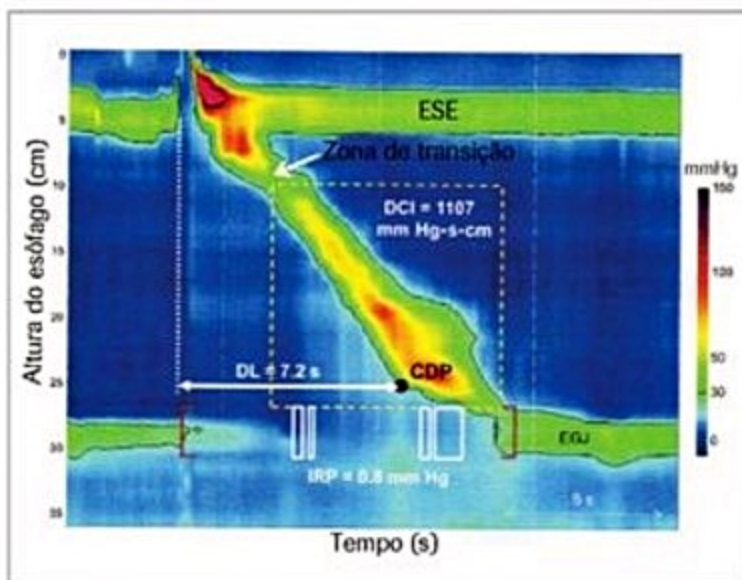 0
5
10
15
20
25
30
35
Altura do esôfago (cm)
ESE
Zona de transição
DCI = 1107
mm Hg-s-cm
DL = 7.2 s
CDP
IRP = 0.8 mm Hg
EGJ
5 s
Tempo (s)
mmHg
150
100
50
30
0